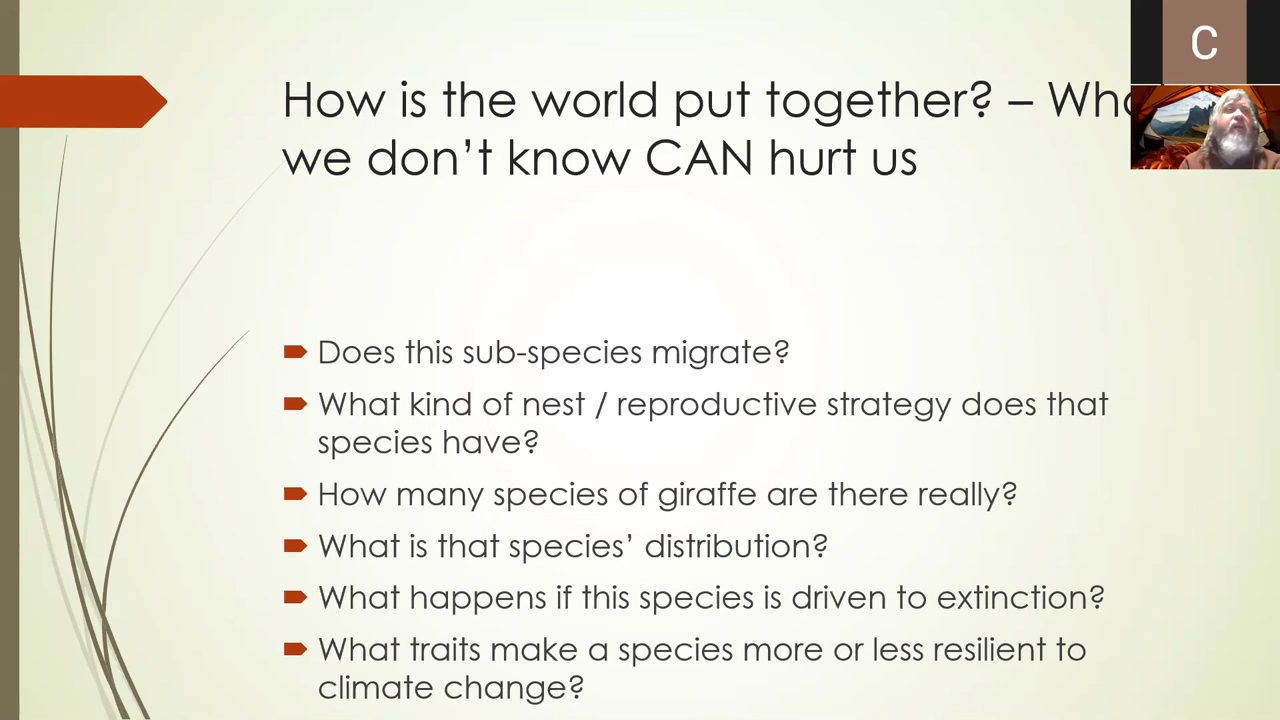 How is the world put together? –
we don’t know CAN hurt us
C
Does this sub-species migrate?
What kind of nest / reproductive strategy does that
species have?
How many species of giraffe are there really?
What is that species’ distribution?
What happens if this species is driven to extinction?
What traits make a species more or less resilient to
climate change?